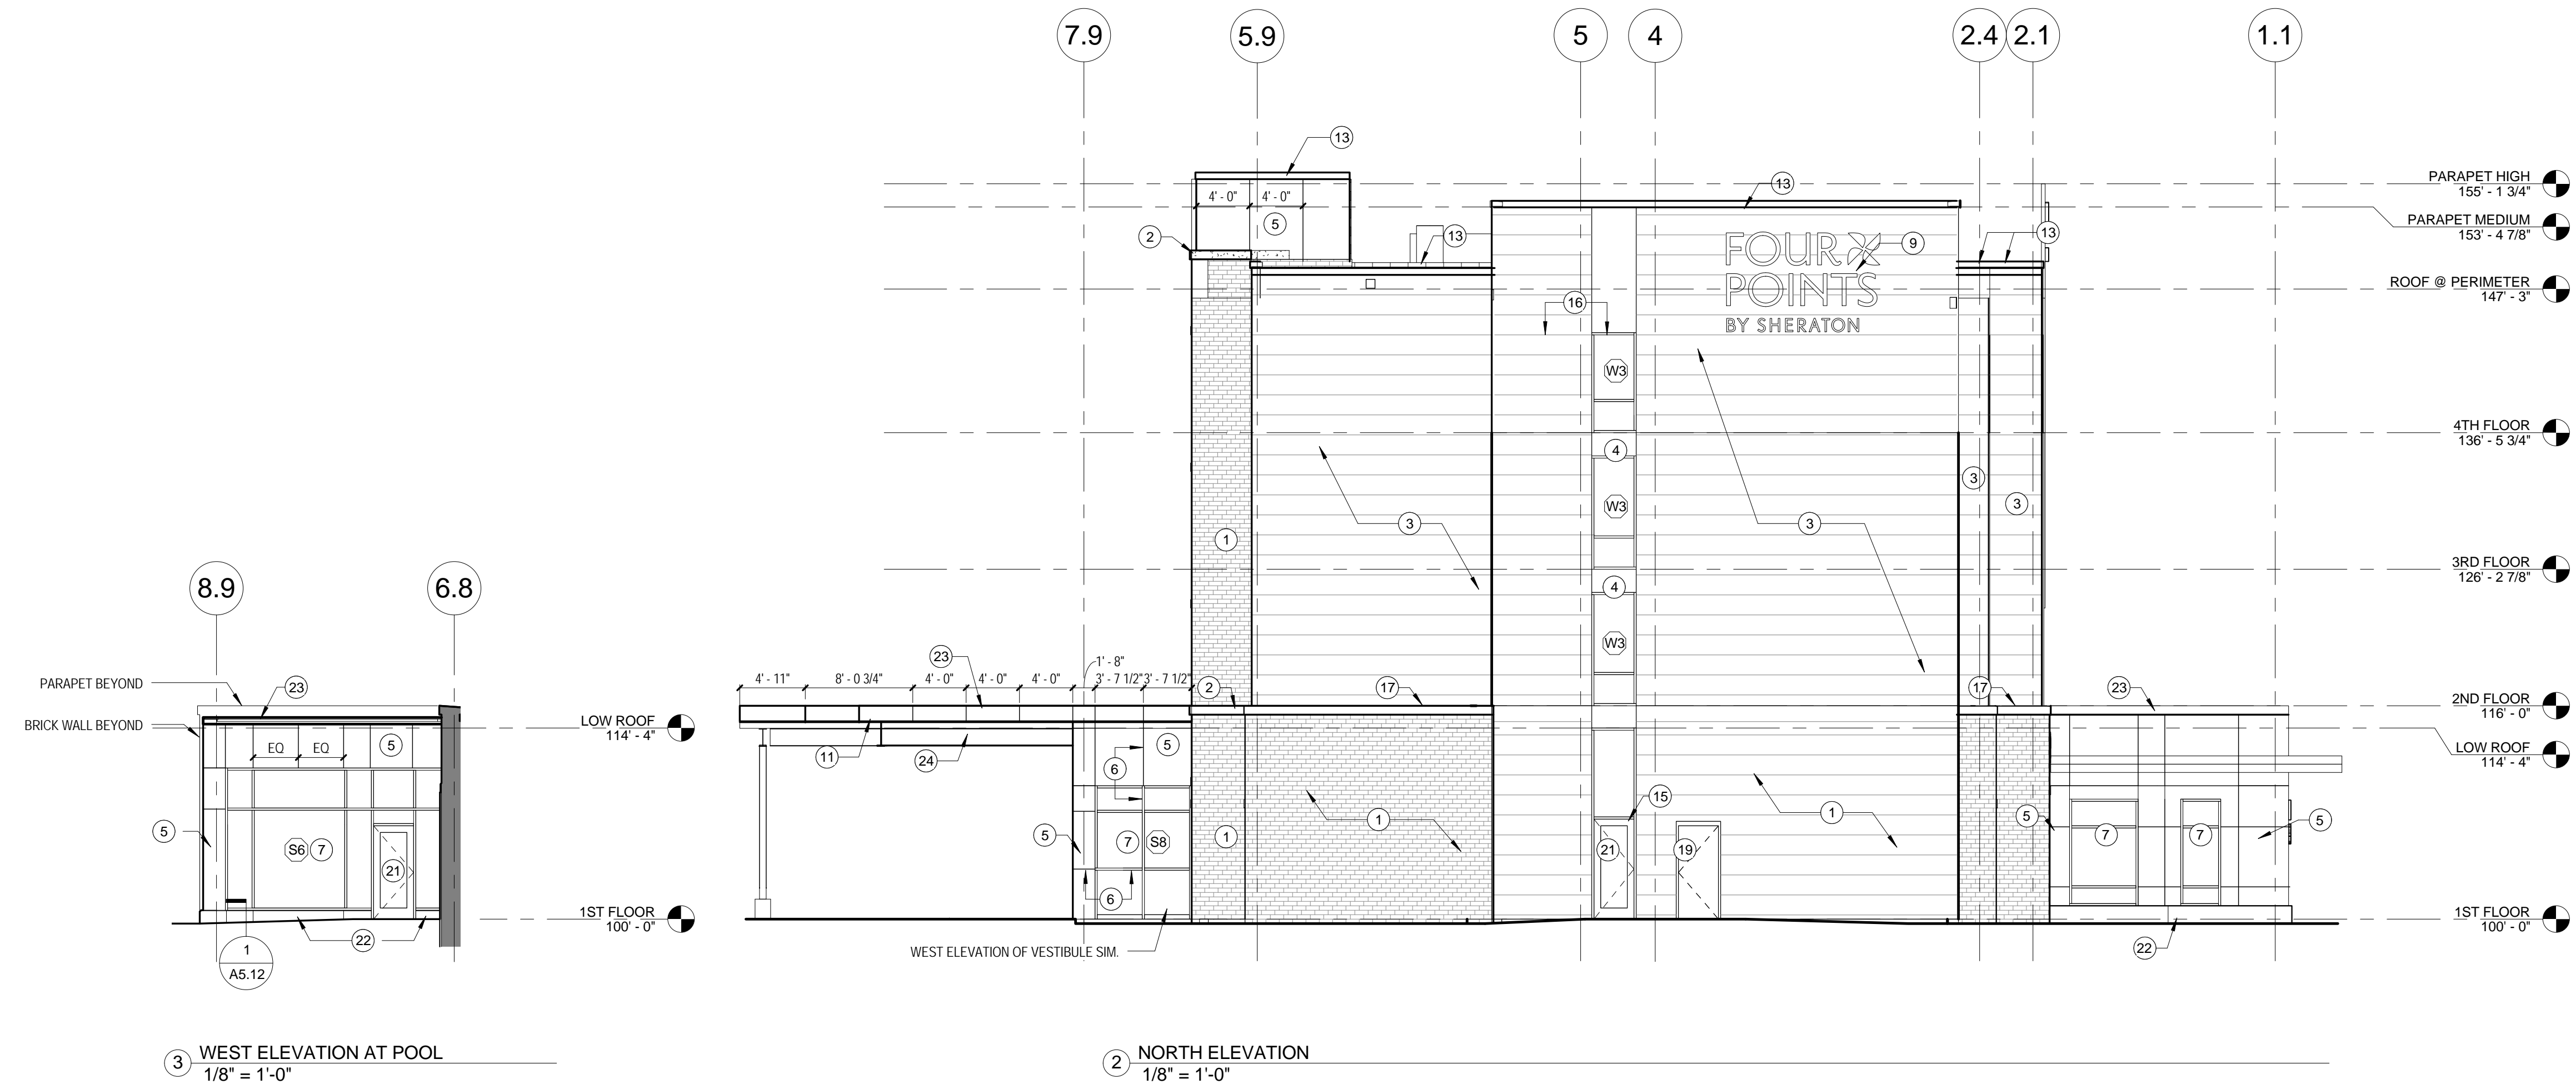 7.9
5.9
5
4
2.4
2.1
1.1
13
PARAPET HIGH
155' - 1 3/4"
13
4' - 0"
4' - 0"
PARAPET MEDIUM
153' - 4 7/8"
5
2
13
13
FOUR
9
POINTS
BY SHERATON
ROOF @ PERIMETER
147' - 3"
16
W3
4TH FLOOR
136' - 5 3/4"
4
3
W3
3
3
3
1
3RD FLOOR
126' - 2 7/8"
4
8.9
6.8
W3
23
1' - 8"
4' - 11"
8' - 0 3/4"
4' - 0"
4' - 0"
4' - 0"
3' - 7 1/2"
3' - 7 1/2"
PARAPET BEYOND
23
2
17
17
23
2ND FLOOR
116' - 0"
BRICK WALL BEYOND
LOW ROOF
114' - 4"
EQ
EQ
5
5
11
24
6
LOW ROOF
114' - 4"
15
5
5
7
S8
1
1
1
5
7
7
5
S6
7
21
21
19
6
1ST FLOOR
100' - 0"
1ST FLOOR
100' - 0"
22
22
WEST ELEVATION OF VESTIBULE SIM.
1
A5.12
3
WEST ELEVATION AT POOL
1/8" = 1'-0"
2
NORTH ELEVATION
1/8" = 1'-0"